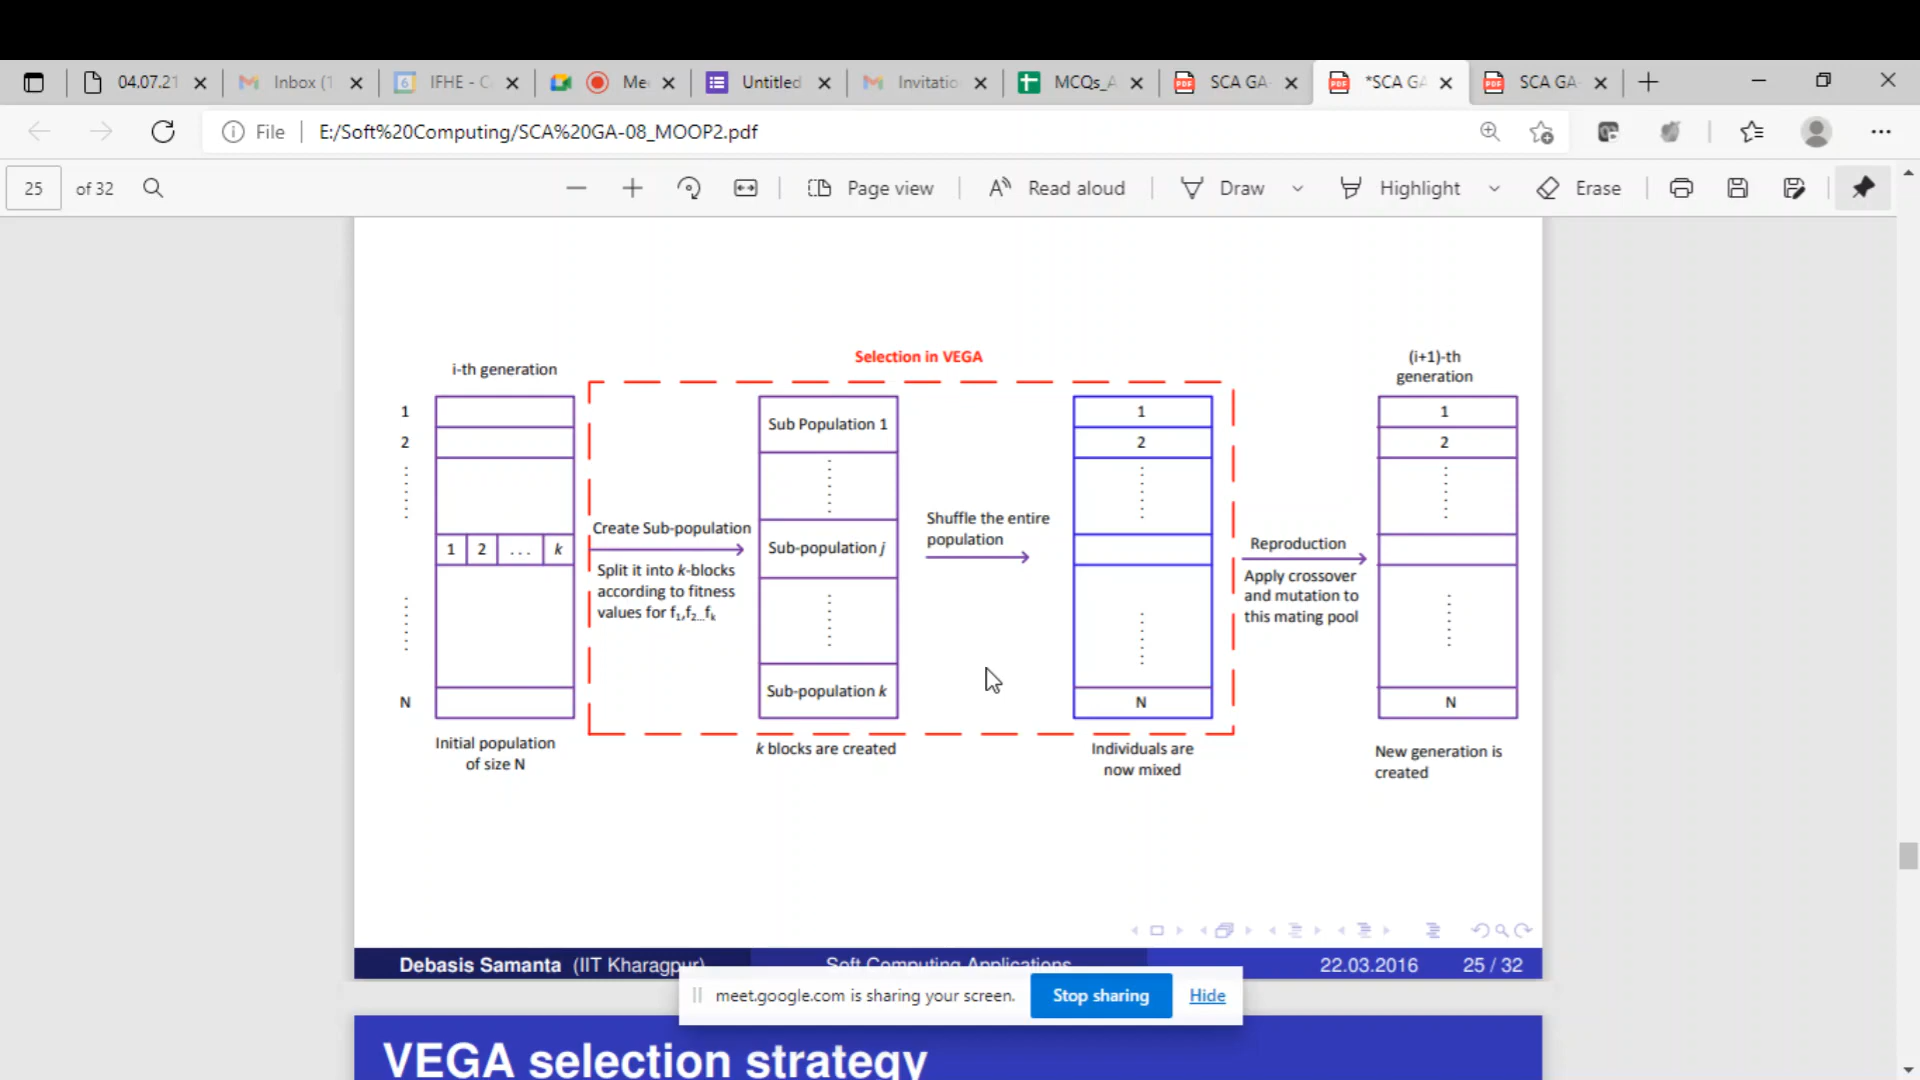 04.07.21
Inbox (1
IFHE - C
Me
Untitled
Invitatio
MCQs_A
SCA GA-
*SCA GA
SCA GA-
File
E:/Soft%20Computing/SCA%20GA-08_MOOP2.pdf
25 of 32
Page view
Read aloud
Draw
Highlight
Erase
Selection in VEGA
i-th generation
(i+1)-th
generation
1
2
N
1 2 ... k
Initial population
of size N
Create Sub-population
Split it into k-blocks
according to fitness
values for f₁,f₂...fₖ
Sub Population 1
Sub-population j
Sub-population k
k blocks are created
Shuffle the entire
population
1
2
N
Individuals are
now mixed
Reproduction
Apply crossover
and mutation to
this mating pool
1
2
N
New generation is
created
Debasis Samanta (IIT Kharagpur)
Soft Computing Applications
22.03.2016
25 / 32
meet.google.com is sharing your screen.
Stop sharing
Hide
VEGA selection strategy